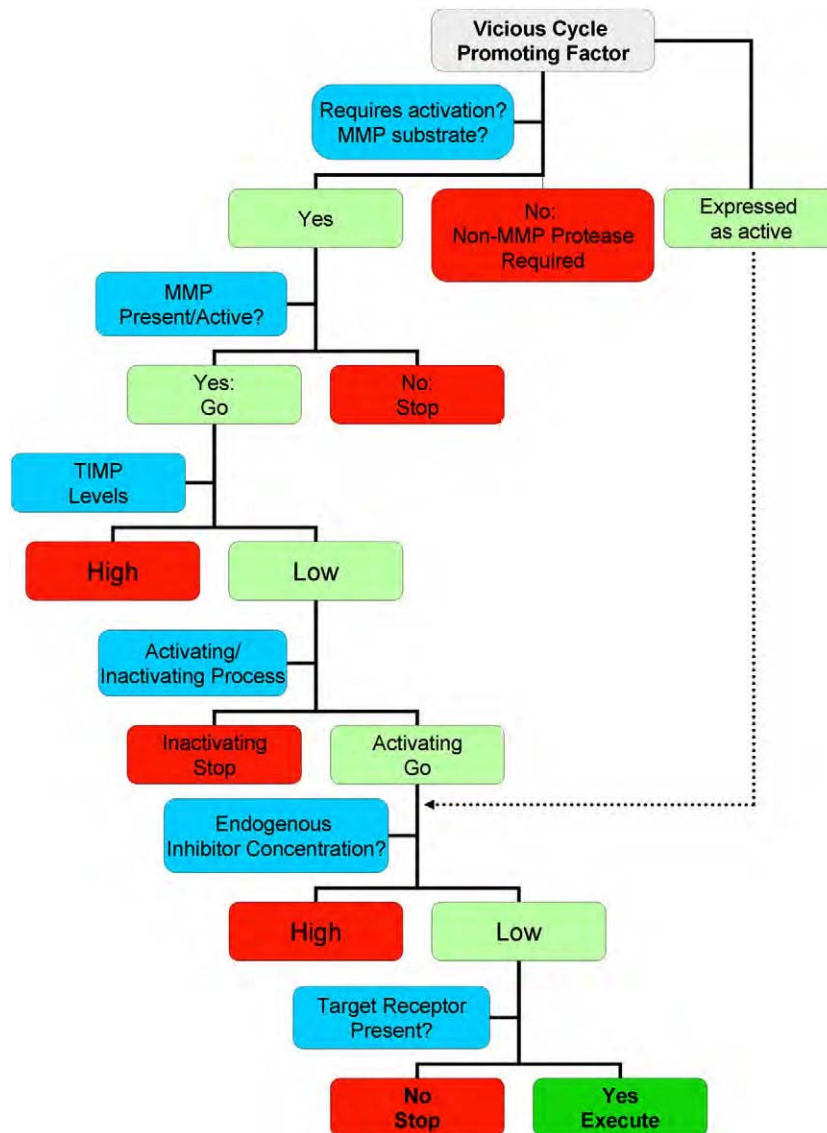 Vicious Cycle
Promoting Factor
Requires activation?
MMP substrate?
Yes
No:
Non-MMP Protease
Required
Expressed
as active
MMP
Present/Active?
Yes:
Go
No:
Stop
TIMP
Levels
High
Low
Activating/
Inactivating Process
Inactivating
Stop
Activating
Go
Endogenous
Inhibitor Concentration?
High
Low
Target Receptor
Present?
No
Stop
Yes
Execute